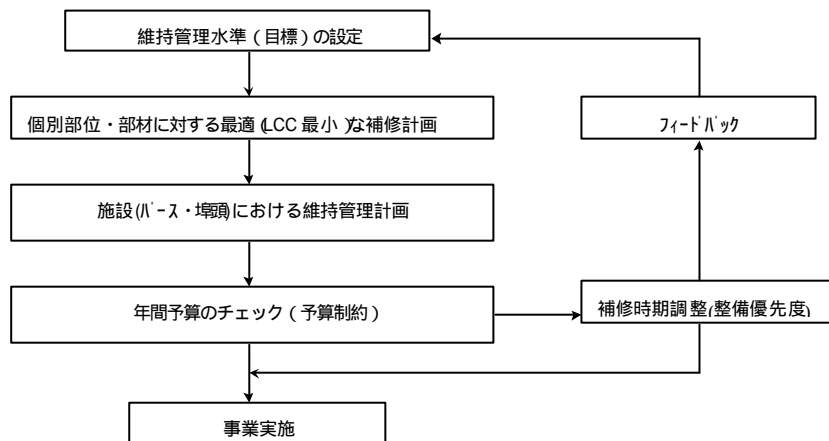 維持管理水準（目標）の設定
個別部位・部材に対する最適(LCC最小)な補修計画
フィードバック
施設(バース・埠頭)における維持管理計画
年間予算のチェック（予算制約）
補修時期調整(整備優先度)
事業実施